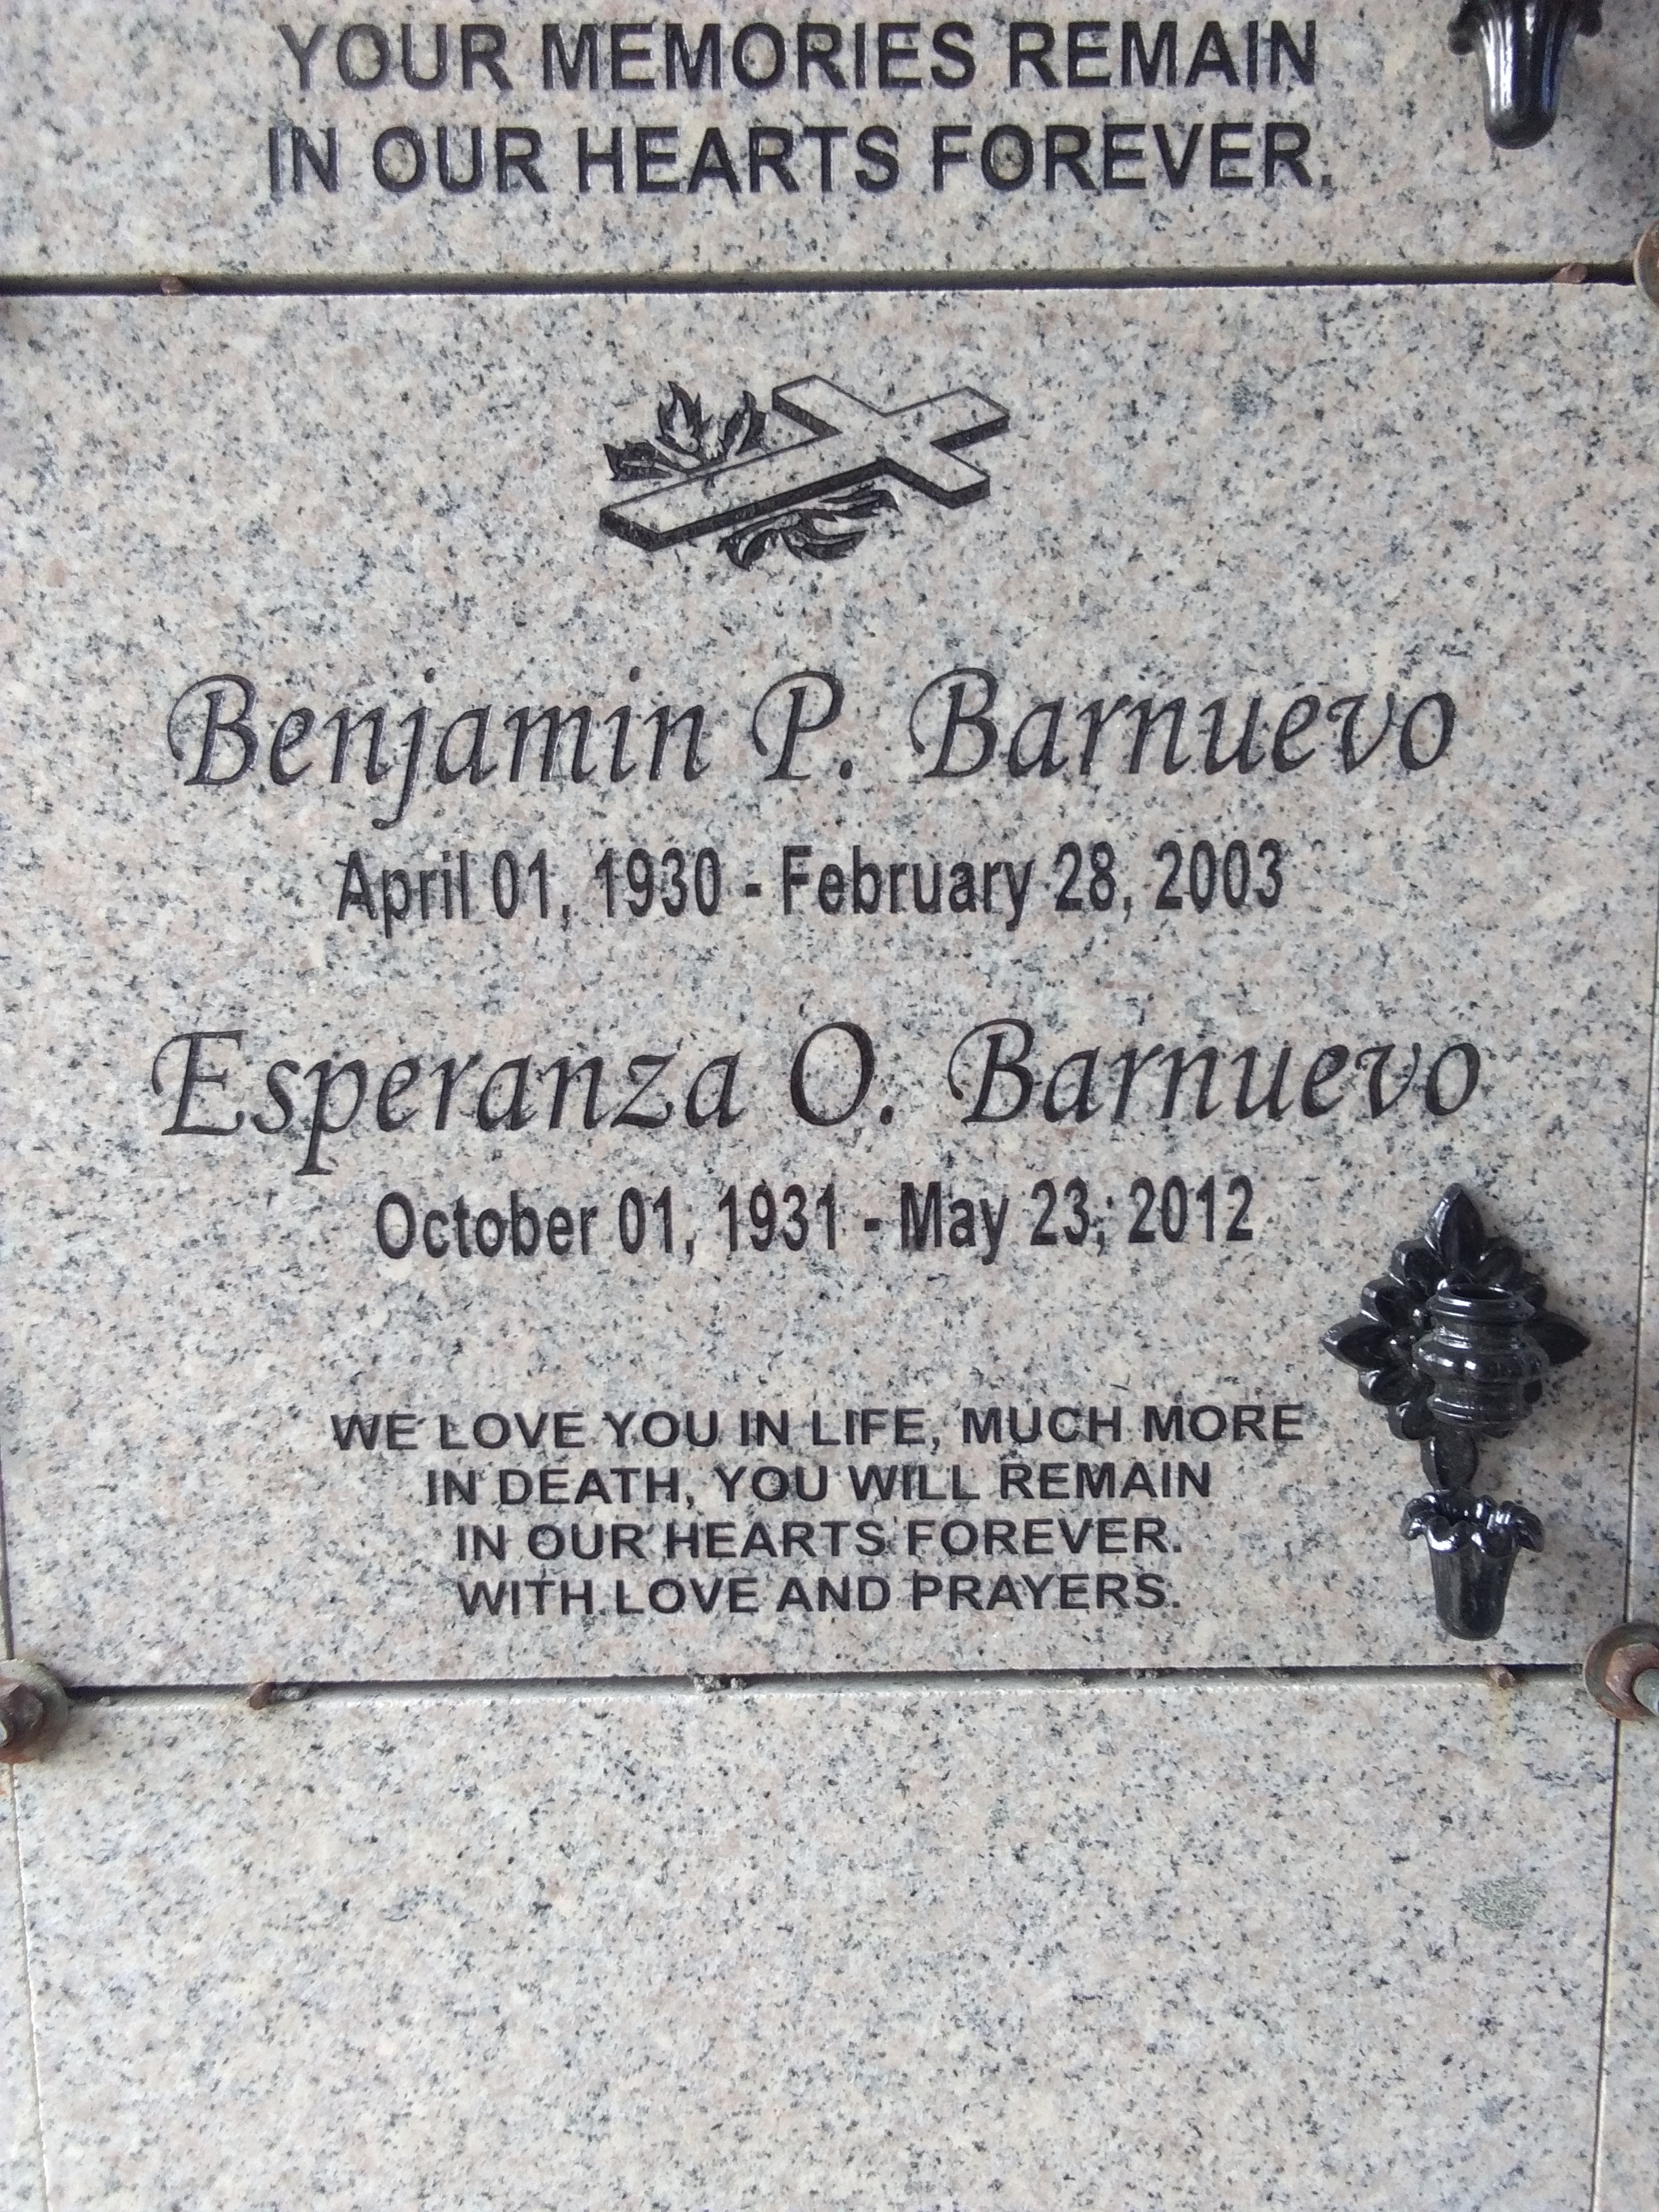 YOUR MEMORIES REMAIN
IN OUR HEARTS FOREVER.
Benjamin P. Barnuevo
April 01, 1930 - February 28, 2003
Esperanza O. Barnuevo
October 01, 1931 - May 23, 2012
WE LOVE YOU IN LIFE, MUCH MORE
IN DEATH, YOU WILL REMAIN
IN OUR HEARTS FOREVER.
WITH LOVE AND PRAYERS.